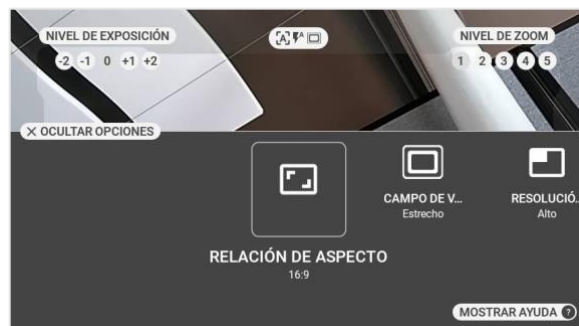 NIVEL DE EXPOSICIÓN
-2 -1 0 +1 +2
[A] A
NIVEL DE ZOOM
1 2 3 4 5
× OCULTAR OPCIONES
CAMPO DE V...
Estrecho
RESOLUCIÓ...
Alto
RELACIÓN DE ASPECTO
16:9
MOSTRAR AYUDA ?